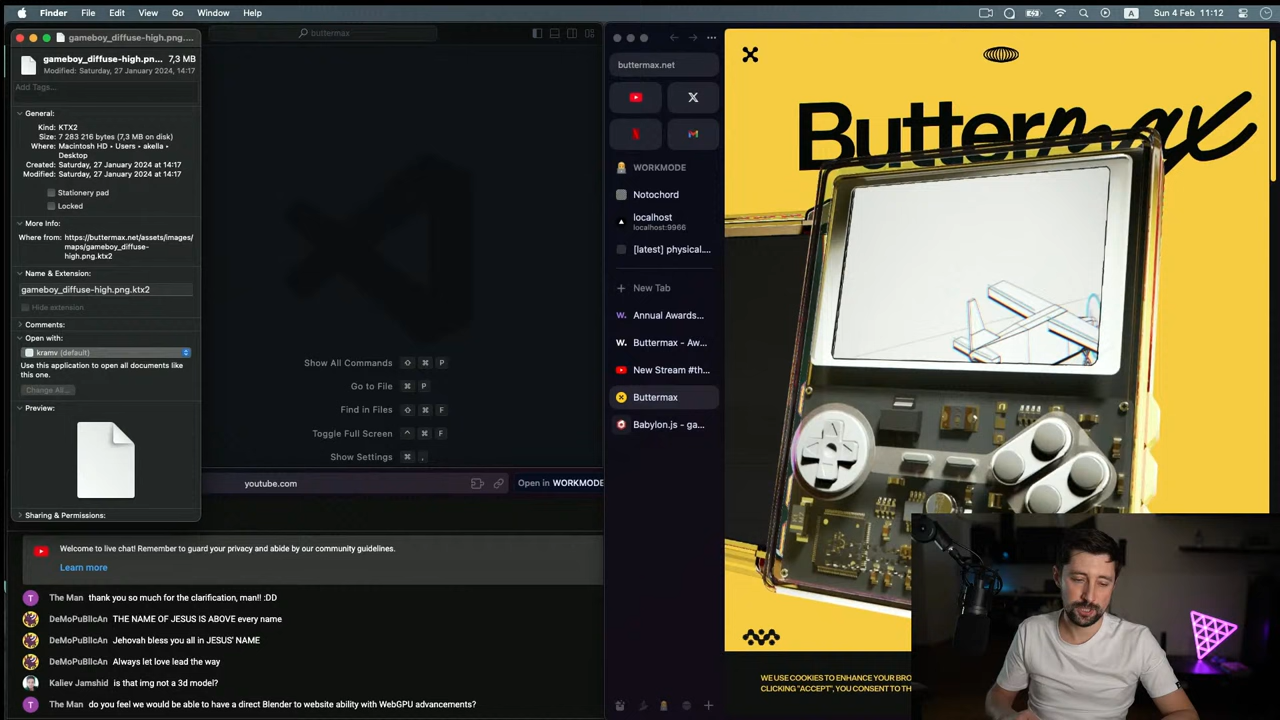 Finder File Edit View Go Window Help
A Sun 4 Feb 11:12
gameboy_diffuse-high.png....
gameboy_diffuse-high.pn... 7,3 MB
Modified: Saturday, 27 January 2024 at 14:17
Add Tags...
General:
Kind: KTX2
Size: 7 283 216 bytes (7,3 MB on disk)
Where: Macintosh HD • Users • akella •
Desktop
Created: Saturday, 27 January 2024 at 14:17
Modified: Saturday, 27 January 2024 at 14:17
Stationery pad
Locked
More Info:
Where from: https://buttermax.net/assets/images/
maps/gameboy_diffuse-
high.png.ktx2
Name & Extension:
gameboy_diffuse-high.png.ktx2
Hide extension
Comments:
Open with:
kramv (default)
Use this application to open all documents like
this one.
Change All...
Preview:
Sharing & Permissions:
buttermax
Show All Commands ⇧ ⌘ P
Go to File ⌘ P
Find in Files ⇧ ⌘ F
Toggle Full Screen ⌃ ⌘ F
Show Settings ⌘ ,
youtube.com
Open in WORKMODE
Welcome to live chat! Remember to guard your privacy and abide by our community guidelines.
Learn more
T The Man thank you so much for the clarification, man!! :DD
DeMoPuBlIcAn THE NAME OF JESUS IS ABOVE every name
DeMoPuBlIcAn Jehovah bless you all in JESUS' NAME
DeMoPuBlIcAn Always let love lead the way
Kaliev Jamshid is that img not a 3d model?
T The Man do you feel we would be able to have a direct Blender to website ability with WebGPU advancements?
buttermax.net
WORKMODE
Notochord
localhost
localhost:9966
[latest] physical....
New Tab
W. Annual Awards...
W. Buttermax - Aw...
New Stream #th...
Buttermax
Babylon.js - ga...
Buttermax
WE USE COOKIES TO ENHANCE YOUR BRO
CLICKING "ACCEPT", YOU CONSENT TO TH